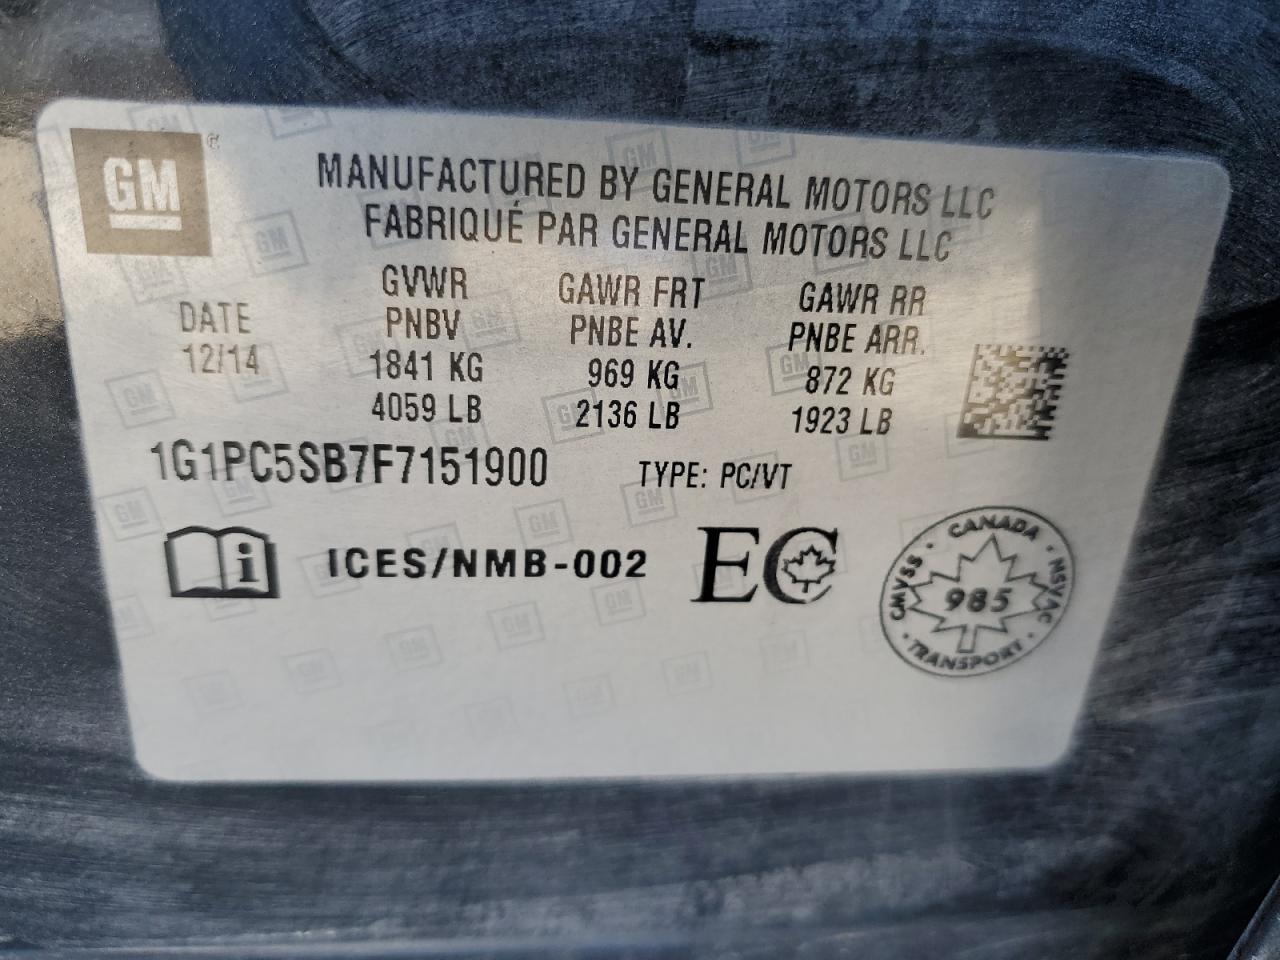 GM
MANUFACTURED BY GENERAL MOTORS LLC
FABRIQUÉ PAR GENERAL MOTORS LLC
DATE
12/14
GVWR
PNBV
1841 KG
4059 LB
GAWR FRT
PNBE AV.
969 KG
2136 LB
GAWR RR
PNBE ARR.
872 KG
1923 LB
1G1PC5SB7F7151900
TYPE: PC/VT
i
ICES/NMB-002
EC
CANADA · NSVAC · TRANSPORT · CMVSS ·
985